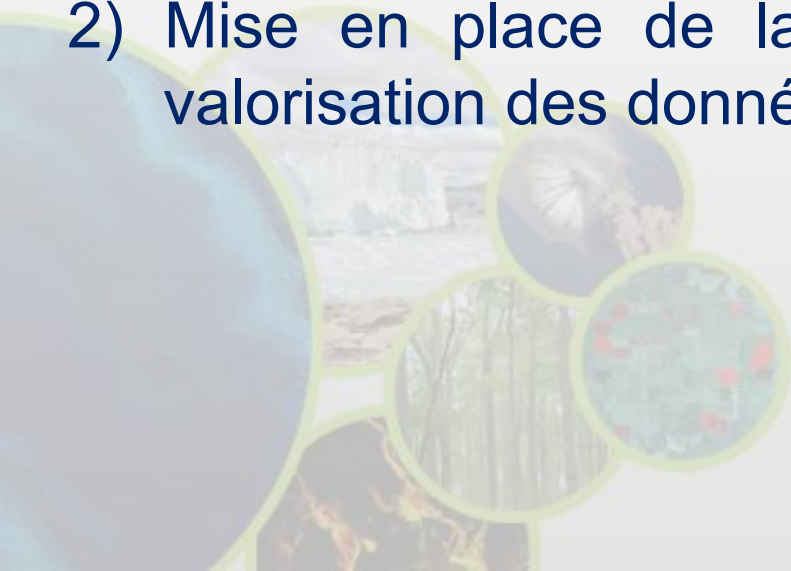 2) Mise en place de la
valorisation des donné